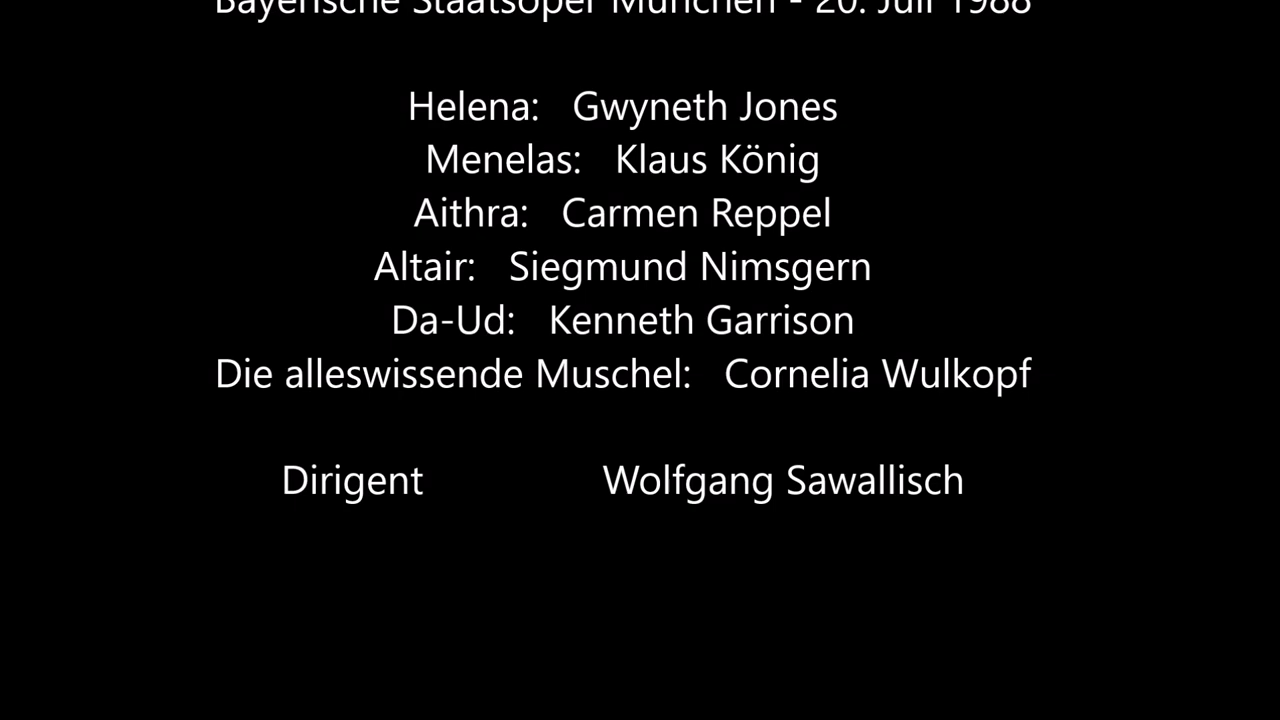 Bayerische Staatsoper München - 20. Juli 1988
Helena: Gwyneth Jones
Menelas: Klaus König
Aithra: Carmen Reppel
Altair: Siegmund Nimsgern
Da-Ud: Kenneth Garrison
Die alleswissende Muschel: Cornelia Wulkopf
Dirigent Wolfgang Sawallisch